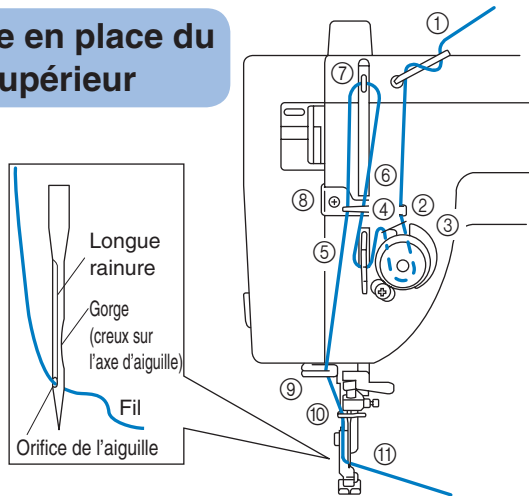 e en place du
upérieur
①
⑦
⑥
⑧
④
②
③
⑤
Longue
rainure
Gorge
(creux sur
l'axe d'aiguille)
Fil
Orifice de l'aiguille
⑨
⑩
⑪